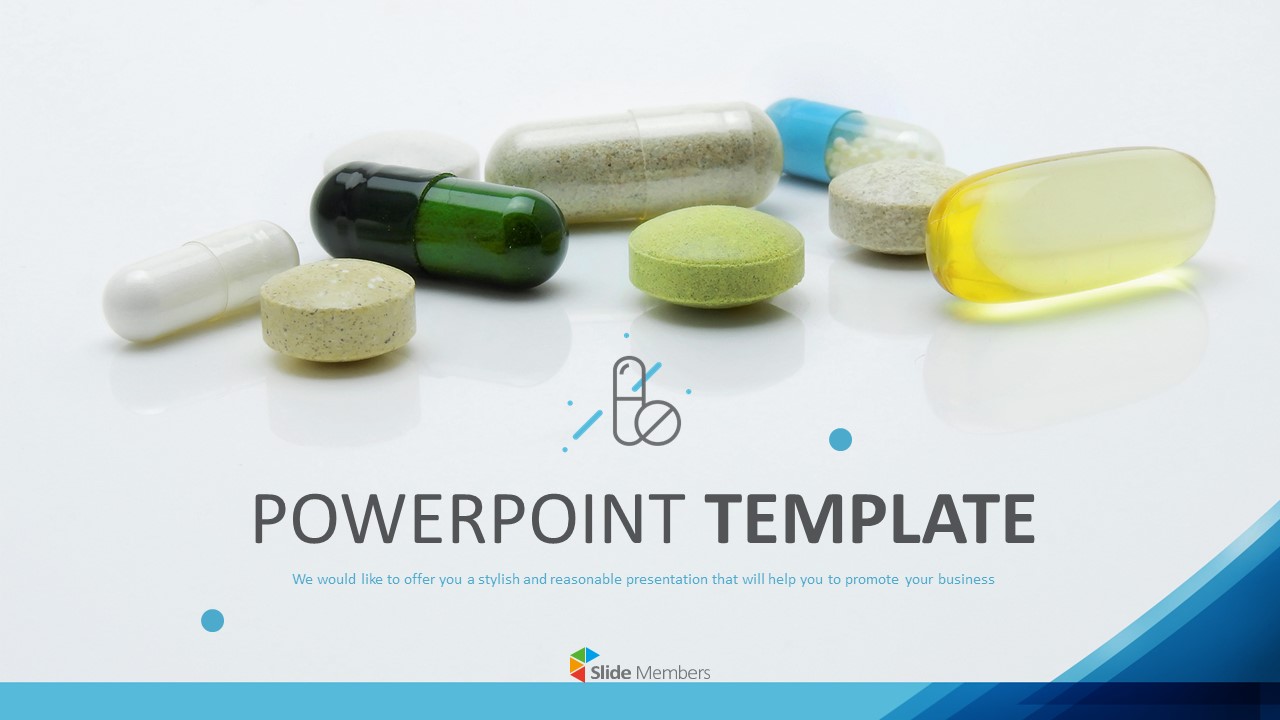 POWERPOINT TEMPLATE
We would like to offer you a stylish and reasonable presentation that will help you to promote your business
Slide Members